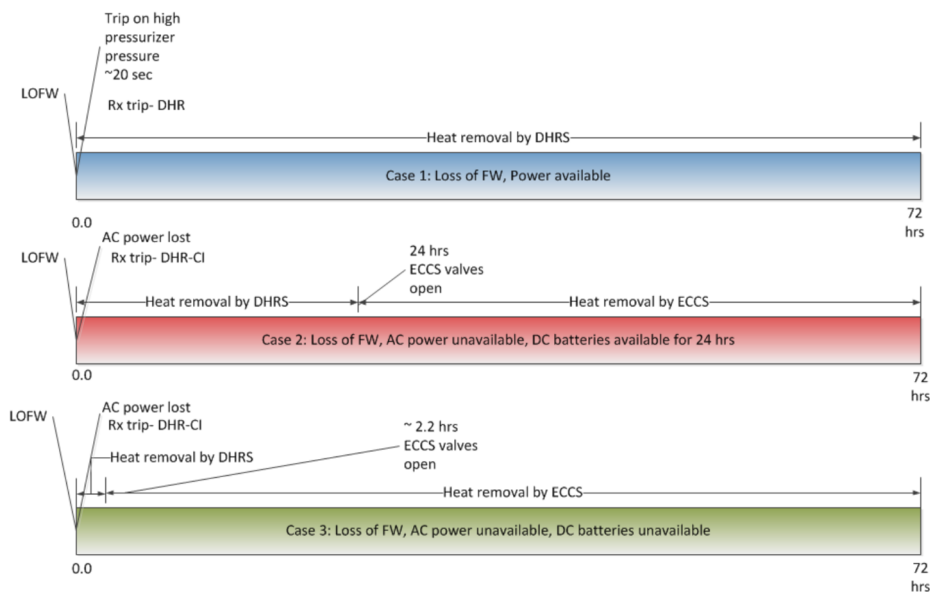 Trip on high
pressurizer
pressure
~20 sec
LOFW
Rx trip- DHR
Heat removal by DHRS
Case 1: Loss of FW, Power available
0.0
72
hrs
AC power lost
LOFW
Rx trip- DHR-CI
24 hrs
ECCS valves
open
Heat removal by DHRS
Heat removal by ECCS
Case 2: Loss of FW, AC power unavailable, DC batteries available for 24 hrs
0.0
72
hrs
AC power lost
LOFW
Rx trip- DHR-CI
~ 2.2 hrs
ECCS valves
open
Heat removal by DHRS
Heat removal by ECCS
Case 3: Loss of FW, AC power unavailable, DC batteries unavailable
0.0
72
hrs